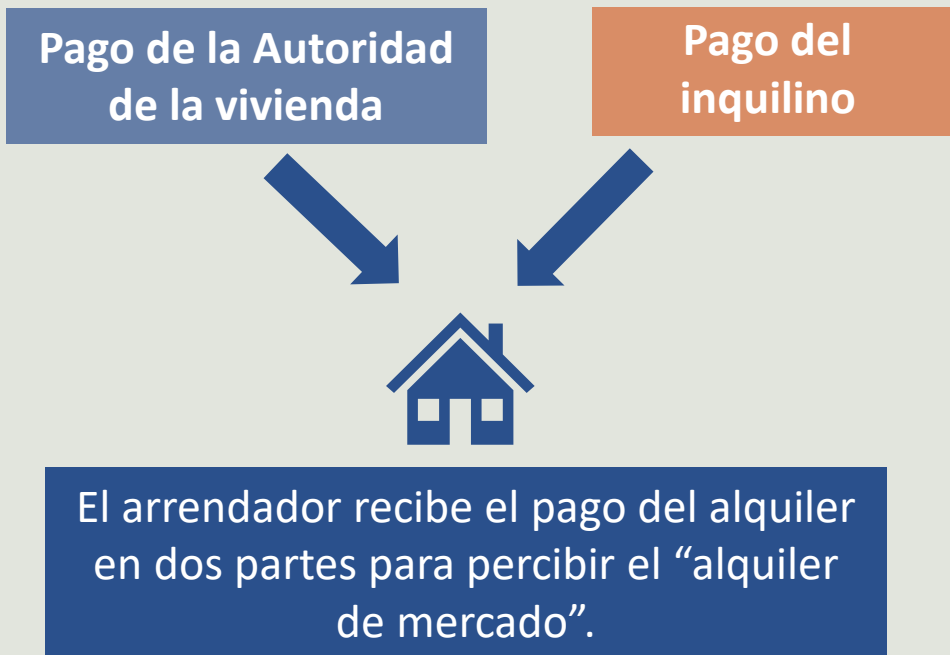 Pago de la Autoridad
de la vivienda
Pago del
inquilino
El arrendador recibe el pago del alquiler
en dos partes para percibir el “alquiler
de mercado”.